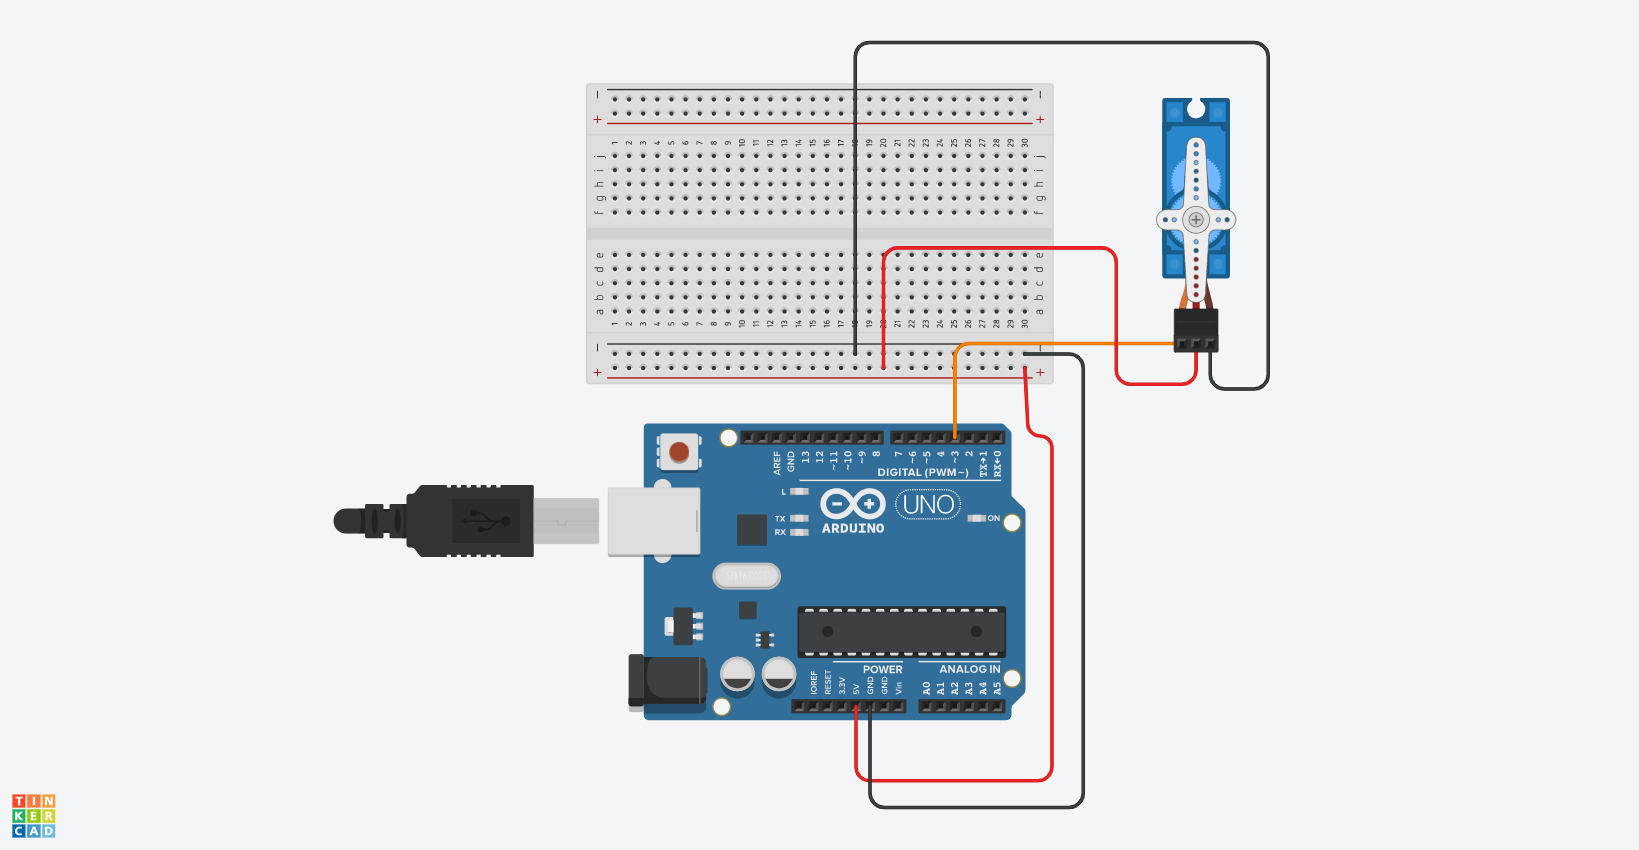 − −
+ +
1 2 3 4 5 6 7 8 9 10 11 12 13 14 15 16 17 18 19 20 21 22 23 24 25 26 27 28 29 30
j j
i i
h h
g g
f f
e e
d d
c c
b b
a a
1 2 3 4 5 6 7 8 9 10 11 12 13 14 15 16 17 18 19 20 21 22 23 24 25 26 27 28 29 30
− −
+ +
AREF GND 13 12 ~11 ~10 ~9 8 7 ~6 ~5 4 ~3 2 TX→1 RX←0
DIGITAL (PWM~)
L
UNO
TX ON
ARDUINO
RX
POWER ANALOG IN
IOREF RESET 3.3V 5V GND GND Vin A0 A1 A2 A3 A4 A5
TIN
KER
CAD